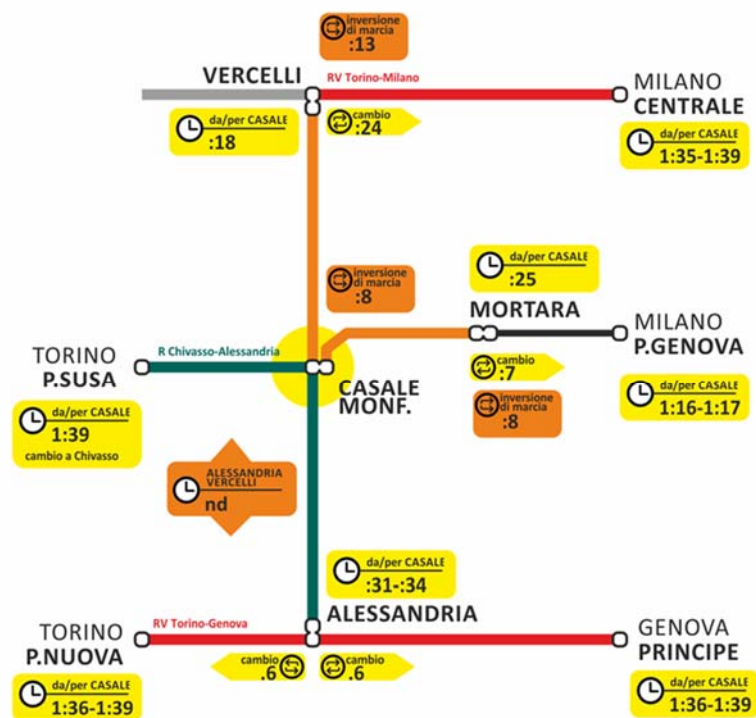 inversione
di marcia
:13
VERCELLI
RV Torino-Milano
MILANO
CENTRALE
da/per CASALE
:18
cambio
:24
da/per CASALE
1:35-1:39
inversione
di marcia
:8
da/per CASALE
:25
MORTARA
R Chivasso-Alessandria
TORINO
P.SUSA
MILANO
P.GENOVA
cambio
:7
CASALE
MONF.
da/per CASALE
1:39
cambio a Chivasso
inversione
di marcia
:8
da/per CASALE
1:16-1:17
ALESSANDRIA
VERCELLI
nd
da/per CASALE
:31-:34
ALESSANDRIA
RV Torino-Genova
TORINO
P.NUOVA
GENOVA
PRINCIPE
cambio
.6
cambio
.6
da/per CASALE
1:36-1:39
da/per CASALE
1:36-1:39